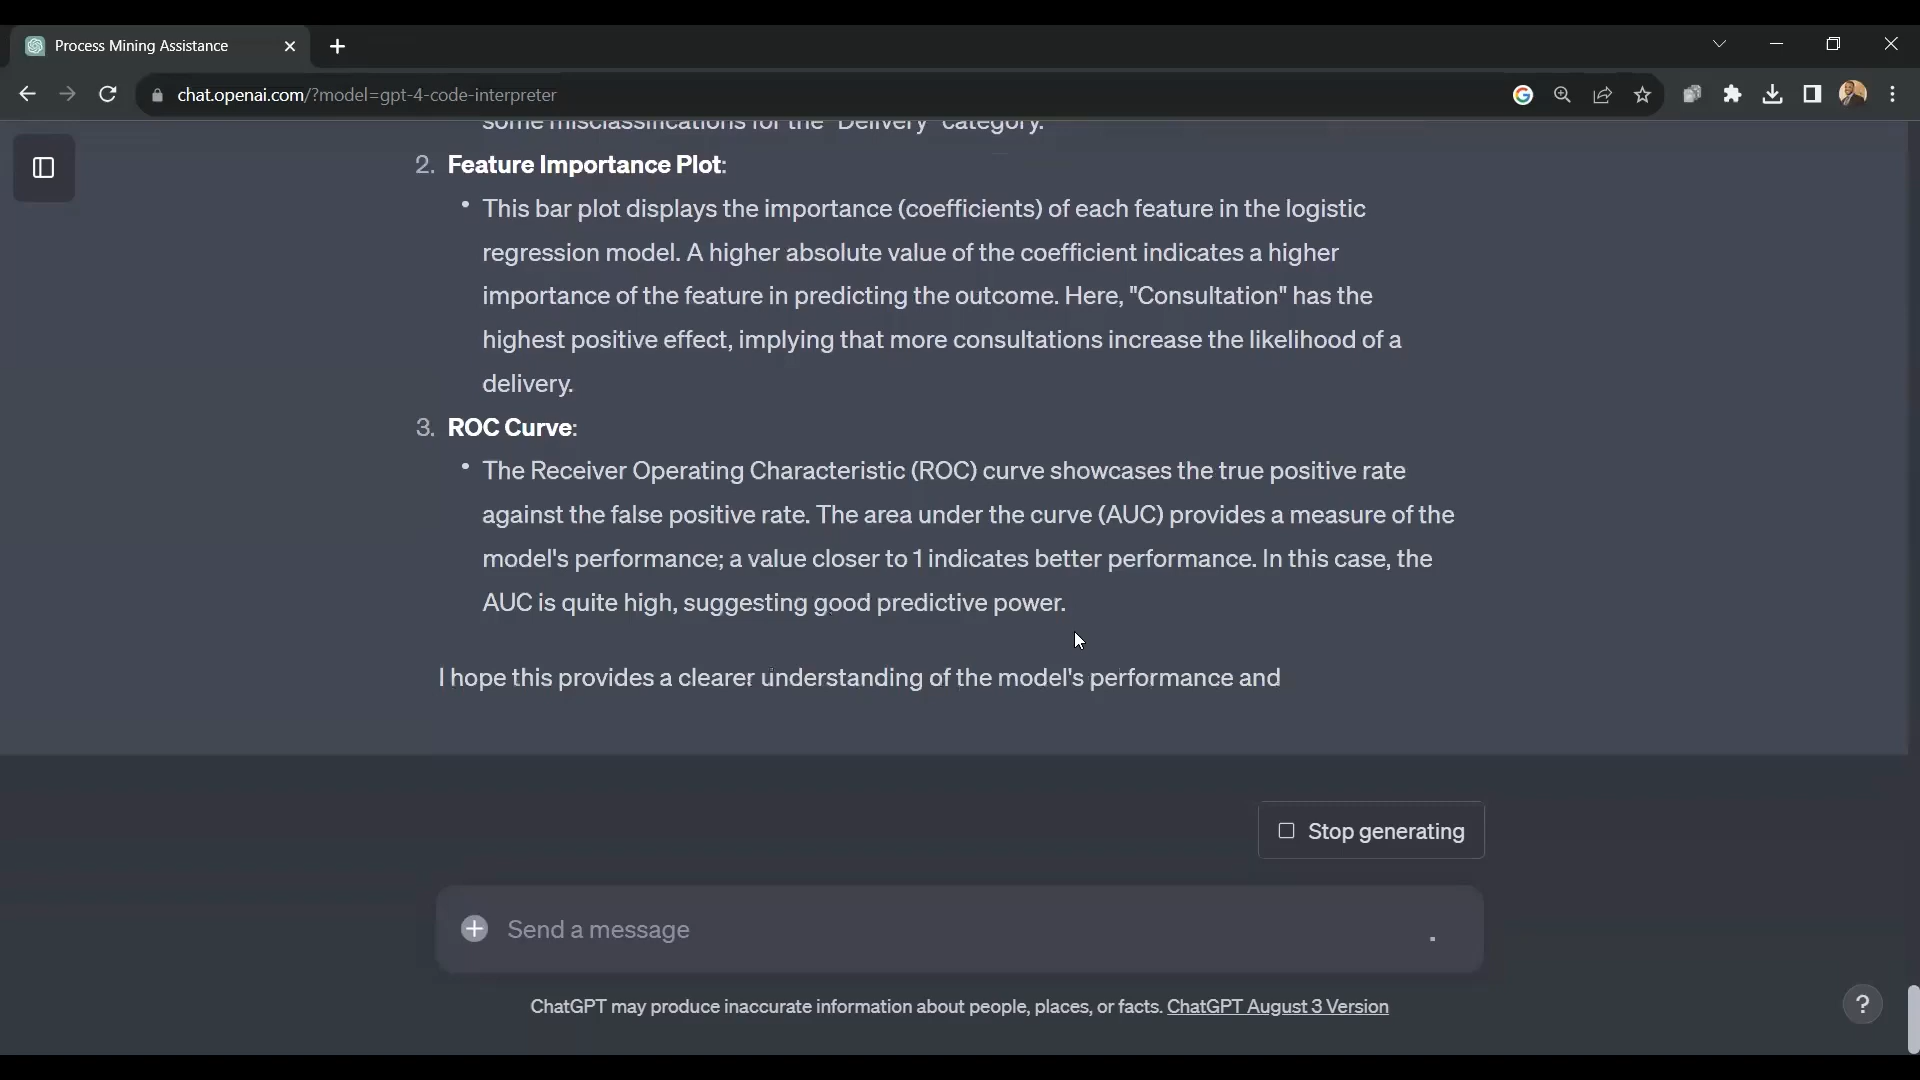 Process Mining Assistance
chat.openai.com/?model=gpt-4-code-interpreter
some misclassifications for the "Delivery" category.
2. Feature Importance Plot:
• This bar plot displays the importance (coefficients) of each feature in the logistic
regression model. A higher absolute value of the coefficient indicates a higher
importance of the feature in predicting the outcome. Here, "Consultation" has the
highest positive effect, implying that more consultations increase the likelihood of a
delivery.
3. ROC Curve:
• The Receiver Operating Characteristic (ROC) curve showcases the true positive rate
against the false positive rate. The area under the curve (AUC) provides a measure of the
model's performance; a value closer to 1 indicates better performance. In this case, the
AUC is quite high, suggesting good predictive power.
I hope this provides a clearer understanding of the model's performance and
Stop generating
Send a message
ChatGPT may produce inaccurate information about people, places, or facts. ChatGPT August 3 Version
?